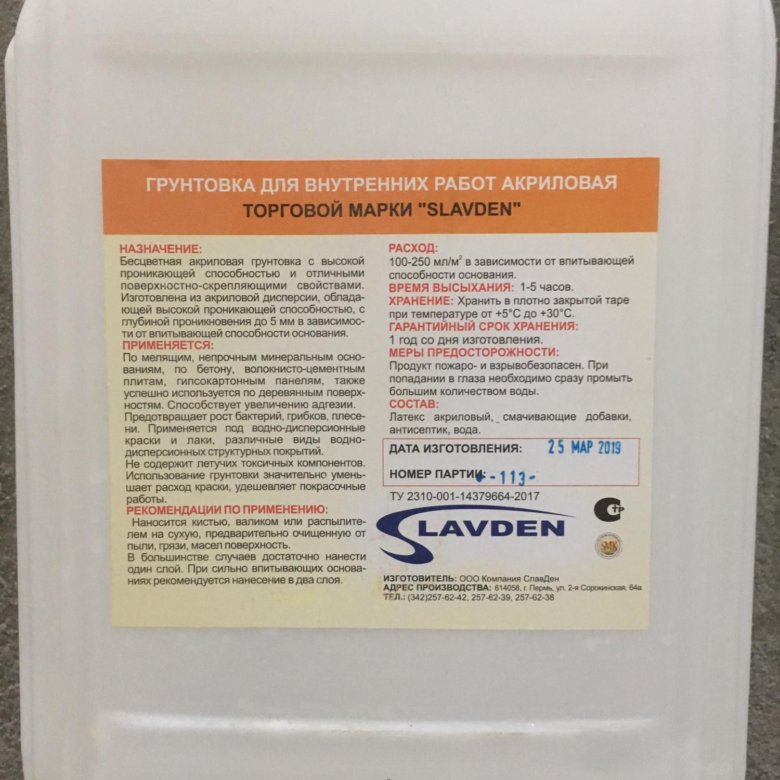 ГРУНТОВКА ДЛЯ ВНУТРЕННИХ РАБОТ АКРИЛОВАЯ
ТОРГОВОЙ МАРКИ "SLAVDEN"
НАЗНАЧЕНИЕ:
Бесцветная акриловая грунтовка с высокой
проникающей способностью и отличными
поверхностно-скрепляющими свойствами.
Изготовлена из акриловой дисперсии, облада-
ющей высокой проникающей способностью, с
глубиной проникновения до 5 мм в зависимос-
ти от впитывающей способности основания.
ПРИМЕНЯЕТСЯ:
По мелящим, непрочным минеральным осно-
ваниям, по бетону, волокнисто-цементным
плитам, гипсокартонным панелям, также
успешно используется по деревянным поверх-
ностям. Способствует увеличению адгезии.
Предотвращает рост бактерий, грибков, плесе-
ни. Применяется под водно-дисперсионные
краски и лаки, различные виды водно-
дисперсионных структурных покрытий.
Не содержит летучих токсичных компонентов.
Использование грунтовки значительно умень-
шает расход краски, удешевляет покрасочные
работы.
РЕКОМЕНДАЦИИ ПО ПРИМЕНЕНИЮ:
Наносится кистью, валиком или распылите-
лем на сухую, предварительно очищенную от
пыли, грязи, масел поверхность.
В большинстве случаев достаточно нанести
один слой. При сильно впитывающих основа-
ниях рекомендуется нанесение в два слоя.
РАСХОД:
100-250 мл/м² в зависимости от впитывающей
способности основания.
ВРЕМЯ ВЫСЫХАНИЯ: 1-5 часов.
ХРАНЕНИЕ: Хранить в плотно закрытой таре
при температуре от +5°С до +30°С.
ГАРАНТИЙНЫЙ СРОК ХРАНЕНИЯ:
1 год со дня изготовления.
МЕРЫ ПРЕДОСТОРОЖНОСТИ:
Продукт пожаро- и взрывобезопасен. При
попадании в глаза необходимо сразу промыть
большим количеством воды.
СОСТАВ:
Латекс акриловый, смачивающие добавки,
антисептик, вода.
ДАТА ИЗГОТОВЛЕНИЯ: 25 МАР 2019
НОМЕР ПАРТИИ: -113-
ТУ 2310-001-14379664-2017
SLAVDEN
ИЗГОТОВИТЕЛЬ: ООО Компания СлавДен
АДРЕС ПРОИЗВОДСТВА: 614058, г. Пермь, ул. 2-я Сорокинская, 64а
ТЕЛ.: (342)257-62-42, 257-62-39, 257-62-38